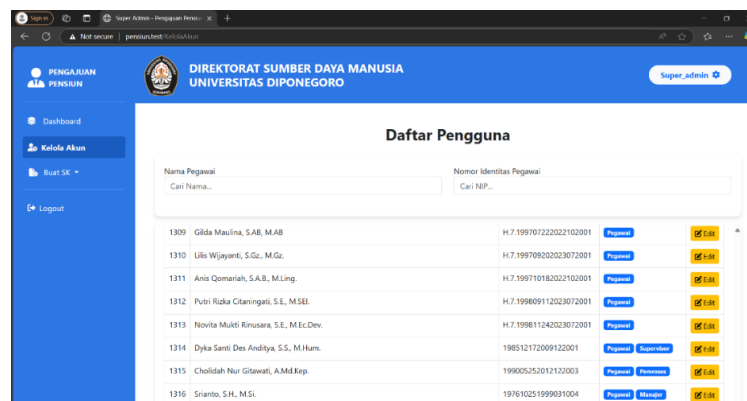 Sign in
Super Admin - Pengajuan Pensiu
Not secure | pensiun.test/KelolaAkun
PENGAJUAN
PENSIUN
DIREKTORAT SUMBER DAYA MANUSIA
UNIVERSITAS DIPONEGORO
Super_admin
Dashboard
Kelola Akun
Buat SK
Logout
Daftar Pengguna
Nama Pegawai Nomor Identitas Pegawai
Cari Nama... Cari NIP...
1309 Gilda Maulina, S.AB, M.AB H.7.199707222022102001 Pegawai Edit
1310 Lilis Wijayanti, S.Gz., M.Gz. H.7.199709202023072001 Pegawai Edit
1311 Anis Qomariah, S.A.B., M.Ling. H.7.199710182022102001 Pegawai Edit
1312 Putri Rizka Citaningati, S.E., M.SEI. H.7.199809112023072001 Pegawai Edit
1313 Novita Mukti Rinusara, S.E., M.Ec.Dev. H.7.199811242023072001 Pegawai Edit
1314 Dyka Santi Des Anditya, S.S., M.Hum. 198512172009122001 Pegawai Supervisor Edit
1315 Cholidah Nur Gitawati, A.Md.Kep. 199005252012122003 Pegawai Pemroses Edit
1316 Srianto, S.H., M.Si. 197610251999031004 Pegawai Manajer Edit